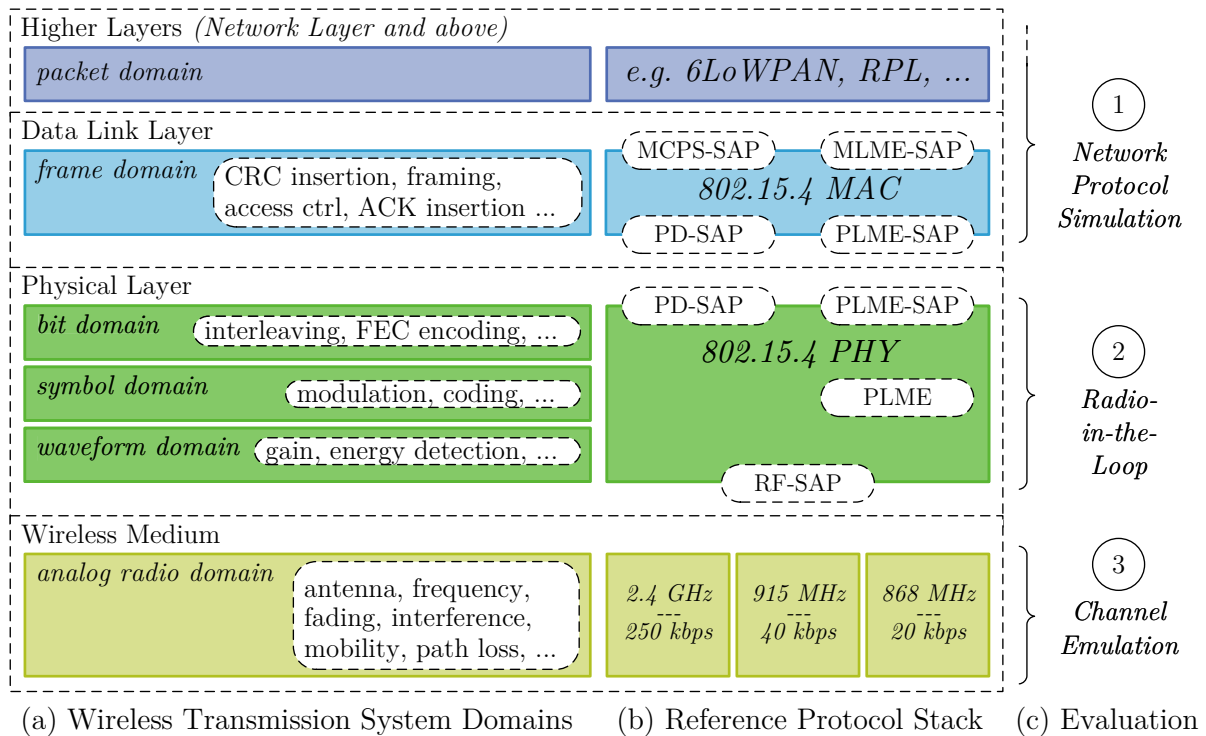 Higher Layers (Network Layer and above)
packet domain
e.g. 6LoWPAN, RPL, ...
Data Link Layer
frame domain
CRC insertion, framing,
access ctrl, ACK insertion ...
MCPS-SAP
MLME-SAP
802.15.4 MAC
PD-SAP
PLME-SAP
1
Network
Protocol
Simulation
Physical Layer
bit domain
interleaving, FEC encoding, ...
symbol domain
modulation, coding, ...
waveform domain
gain, energy detection, ...
PD-SAP
PLME-SAP
802.15.4 PHY
PLME
RF-SAP
2
Radio-
in-the-
Loop
Wireless Medium
analog radio domain
antenna, frequency,
fading, interference,
mobility, path loss, ...
2.4 GHz
---
250 kbps
915 MHz
---
40 kbps
868 MHz
---
20 kbps
3
Channel
Emulation
(a) Wireless Transmission System Domains
(b) Reference Protocol Stack
(c) Evaluation